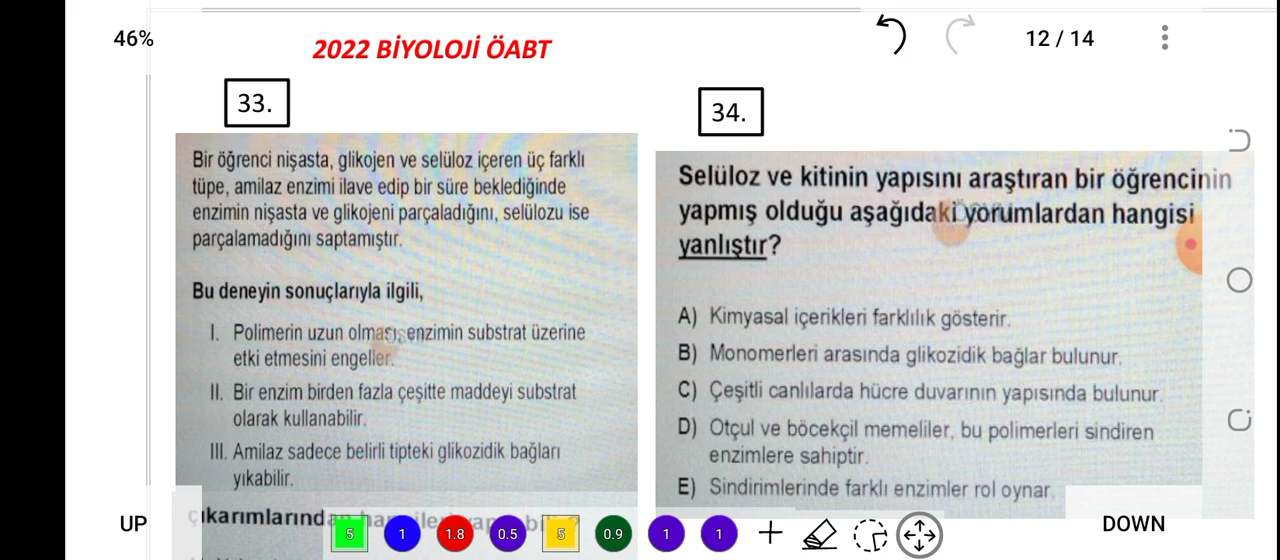 46%
2022 BİYOLOJİ ÖABT
12 / 14
33.
Bir öğrenci nişasta, glikojen ve selüloz içeren üç farklı
tüpe, amilaz enzimi ilave edip bir süre beklediğinde
enzimin nişasta ve glikojeni parçaladığını, selülozu ise
parçalamadığını saptamıştır.
Bu deneyin sonuçlarıyla ilgili,
I. Polimerin uzun olması, enzimin substrat üzerine
etki etmesini engeller.
II. Bir enzim birden fazla çeşitte maddeyi substrat
olarak kullanabilir.
III. Amilaz sadece belirli tipteki glikozidik bağları
yıkabilir.
çıkarımlarından
34.
Selüloz ve kitinin yapısını araştıran bir öğrencinin
yapmış olduğu aşağıdaki yorumlardan hangisi
yanlıştır?
A) Kimyasal içerikleri farklılık gösterir.
B) Monomerleri arasında glikozidik bağlar bulunur.
C) Çeşitli canlılarda hücre duvarının yapısında bulunur.
D) Otçul ve böcekçil memeliler, bu polimerleri sindiren
enzimlere sahiptir.
E) Sindirimlerinde farklı enzimler rol oynar.
UP
5 1 1.8 0.5 5 0.9 1 1
DOWN